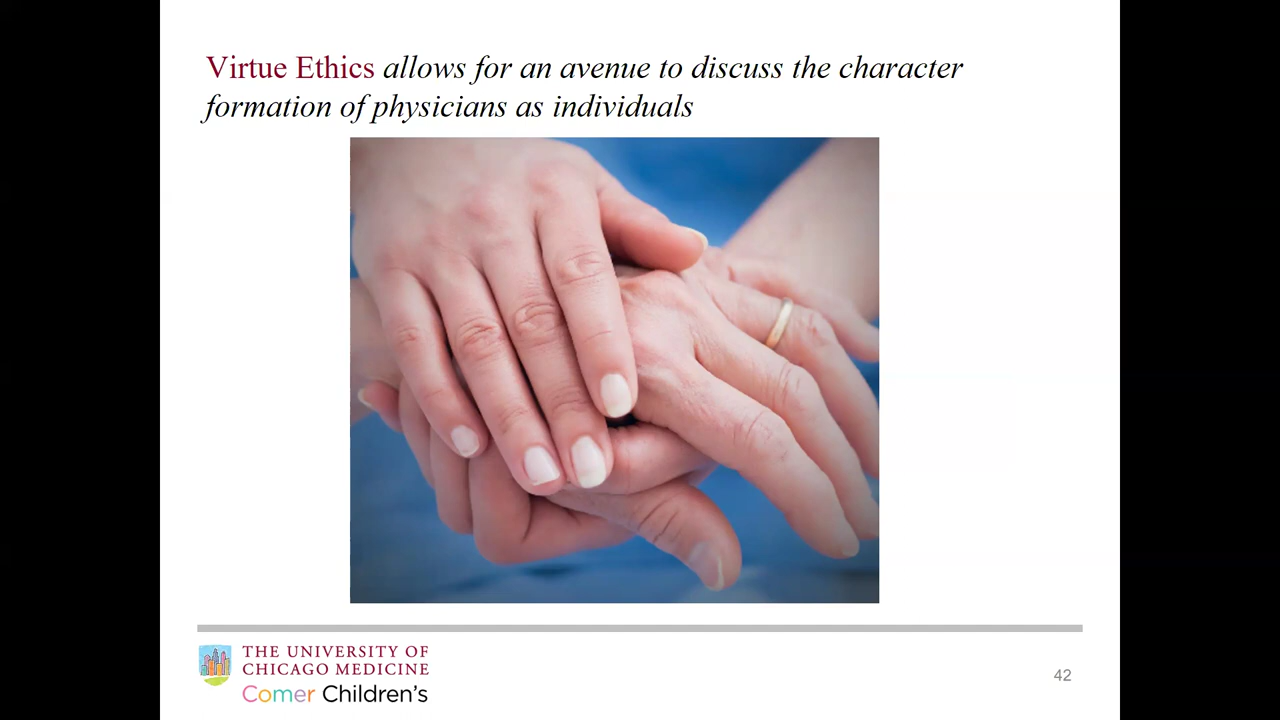 Virtue Ethics allows for an avenue to discuss the character
formation of physicians as individuals
THE UNIVERSITY OF
CHICAGO MEDICINE
Comer Children's
42